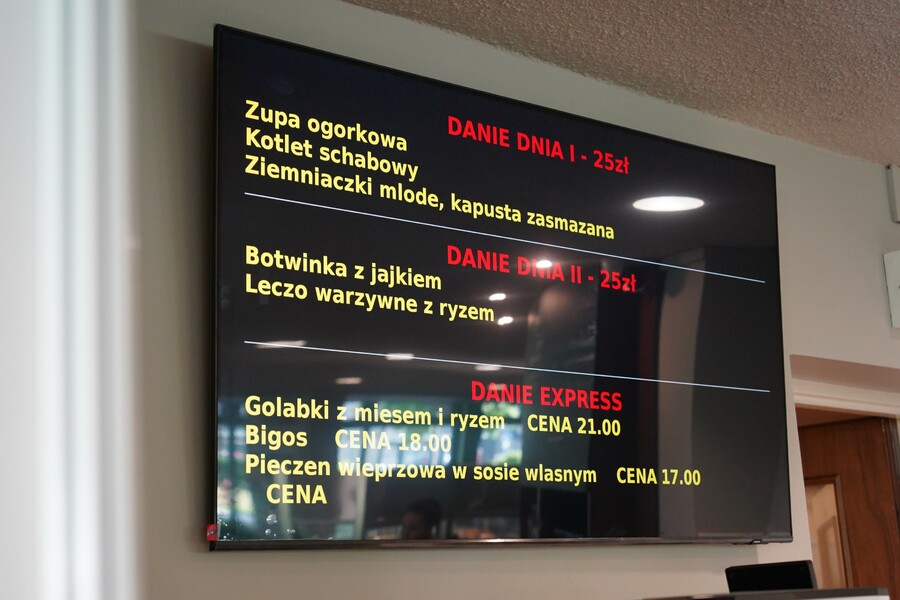 DANIE DNIA I - 25zł
Zupa ogorkowa
Kotlet schabowy
Ziemniaczki mlode, kapusta zasmazana
DANIE DNIA II - 25zł
Botwinka z jajkiem
Leczo warzywne z ryzem
DANIE EXPRESS
Golabki z miesem i ryzem CENA 21.00
Bigos CENA 18.00
Pieczen wieprzowa w sosie wlasnym CENA 17.00
CENA